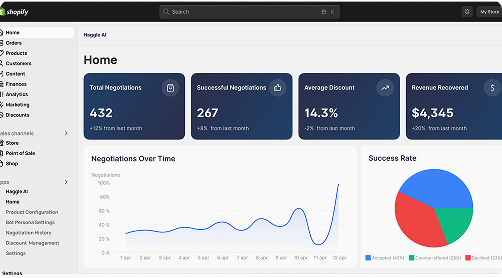 shopify
Search
⌘ K
My Store
Home
Orders
Products
Customers
Content
Finances
Analytics
Marketing
Discounts
ales channels
Store
Point of Sale
Shop
pps
Haggle AI
Home
Product Configuration
Bot Persona Settings
Negotiation History
Discount Management
Settings
Settings
Haggle AI
Home
Total Negotiations
432
+12% from last month
Successful Negotiations
267
+8% from last month
Average Discount
14.3%
-2% from last month
Revenue Recovered
$
$4,345
+20% from last month
Negotiations Over Time
Negotiations
100%
80 %
60 %
40 %
20 %
1 apr 2 apr 3 apr 4 apr 5 apr 6 apr 7 apr 8 apr 9 apr 10 apr 11 apr 12 apr
Success Rate
Accepted (42%) Counter-offered (25%) Declined